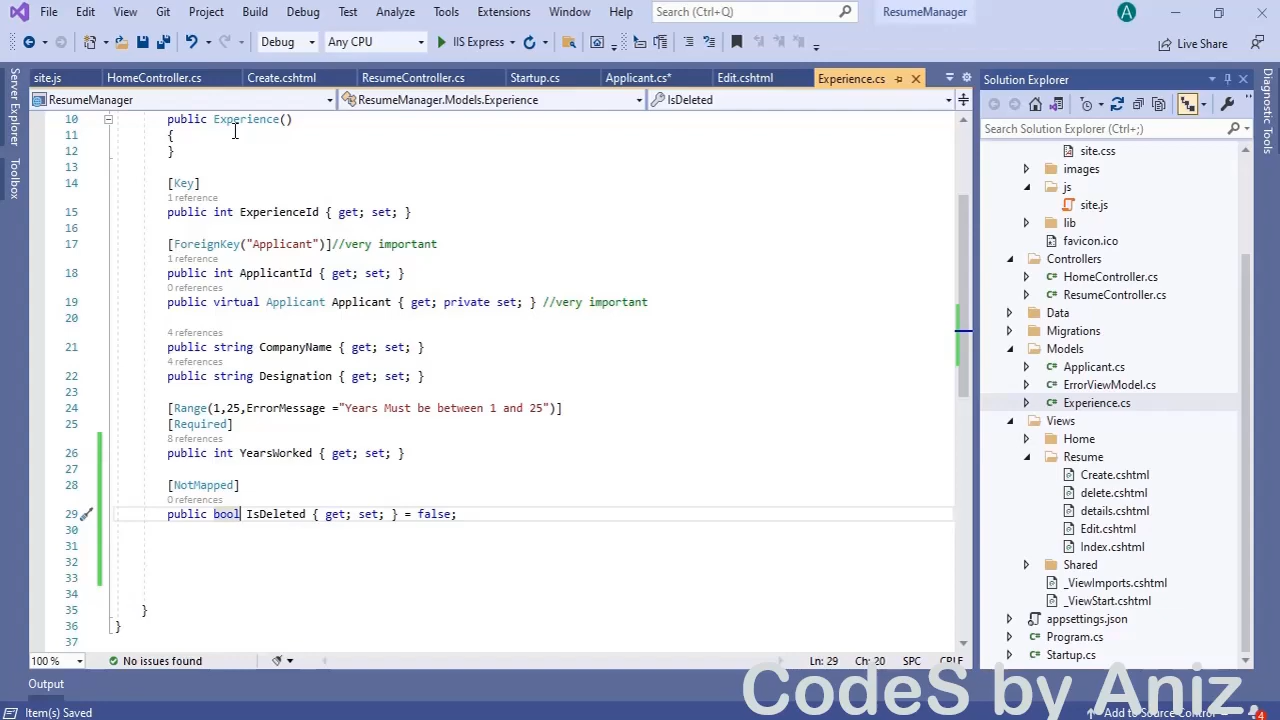 File Edit View Git Project Build Debug Test Analyze Tools Extensions Window Help Search (Ctrl+Q) ResumeManager A
Debug Any CPU IIS Express Live Share
Server Explorer
Toolbox
site.js HomeController.cs Create.cshtml ResumeController.cs Startup.cs Applicant.cs* Edit.cshtml Experience.cs
ResumeManager ResumeManager.Models.Experience IsDeleted
10 public Experience()
11 {
12 }
13
14 [Key]
1 reference
15 public int ExperienceId { get; set; }
16
17 [ForeignKey("Applicant")]//very important
1 reference
18 public int ApplicantId { get; set; }
0 references
19 public virtual Applicant Applicant { get; private set; } //very important
20
4 references
21 public string CompanyName { get; set; }
4 references
22 public string Designation { get; set; }
23
24 [Range(1,25,ErrorMessage ="Years Must be between 1 and 25")]
25 [Required]
8 references
26 public int YearsWorked { get; set; }
27
28 [NotMapped]
0 references
29 public bool IsDeleted { get; set; } = false;
30
31
32
33
34
35 }
36 }
37
100 % No issues found Ln: 29 Ch: 20 SPC CRLF
Output
Item(s) Saved
Add to Source Control
4
Solution Explorer
Search Solution Explorer (Ctrl+;)
site.css
images
js
site.js
lib
favicon.ico
Controllers
HomeController.cs
ResumeController.cs
Data
Migrations
Models
Applicant.cs
ErrorViewModel.cs
Experience.cs
Views
Home
Resume
Create.cshtml
delete.cshtml
details.cshtml
Edit.cshtml
Index.cshtml
Shared
_ViewImports.cshtml
_ViewStart.cshtml
appsettings.json
Program.cs
Startup.cs
Diagnostic Tools
CodeS by Aniz